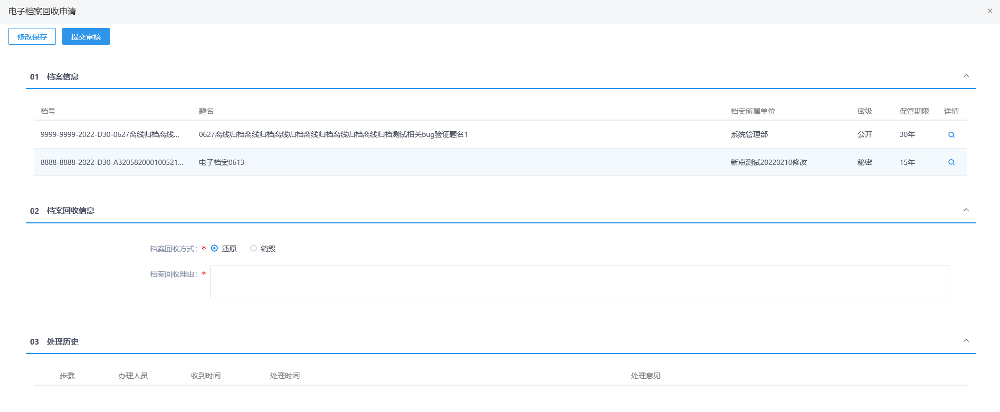 电子档案回收申请
修改保存 提交审核
01 档案信息
档号 题名 档案所属单位 密级 保管期限 详情
9999-9999-2022-D30-0627离线归档离线... 0627离线归档离线归档离线归档离线归档离线归档离线归档测试相关bug验证题名1 系统管理部 公开 30年
8888-8888-2022-D30-A320582000100521... 电子档案0613 新点测试20220210修改 秘密 15年
02 档案回收信息
档案回收方式: * 还原 销毁
档案回收理由: *
03 处理历史
步骤 办理人员 收到时间 处理时间 处理意见